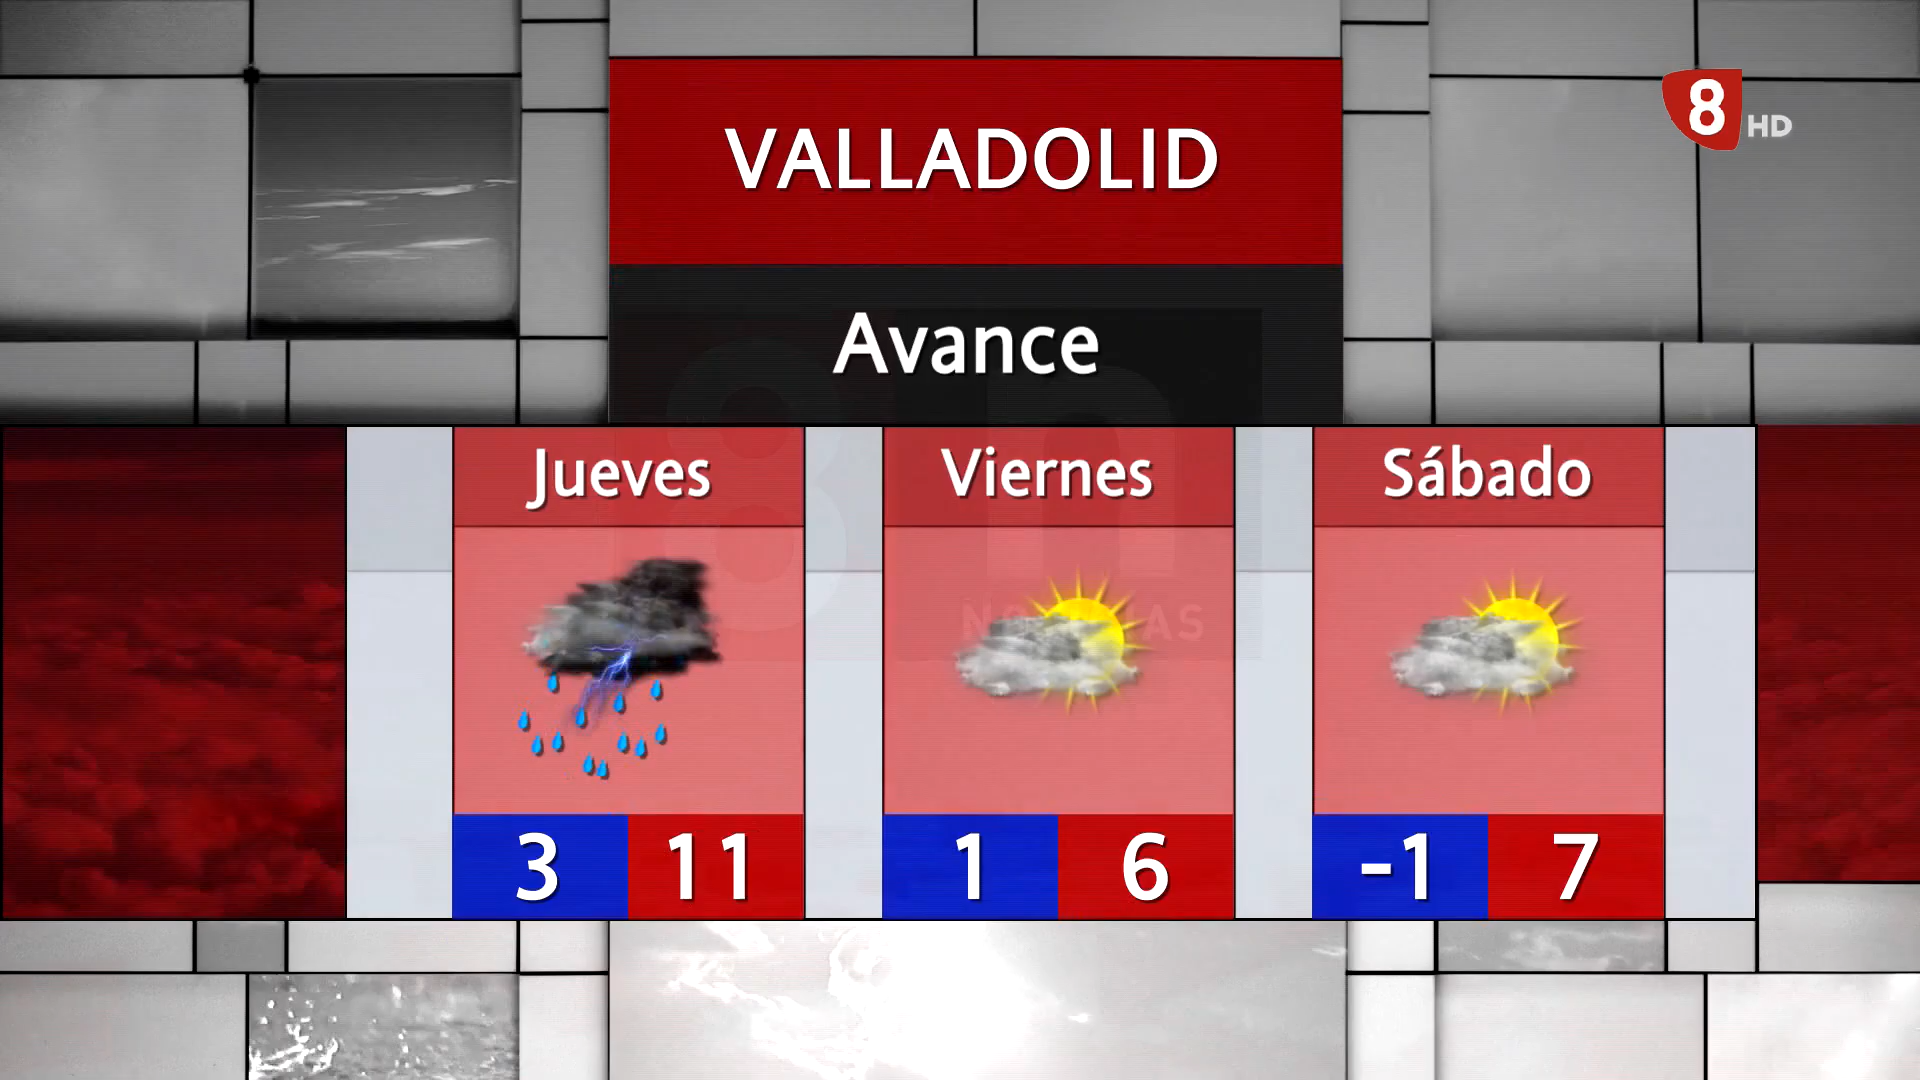 VALLADOLID
8 HD
Avance
Jueves
Viernes
Sábado
3
11
1
6
-1
7